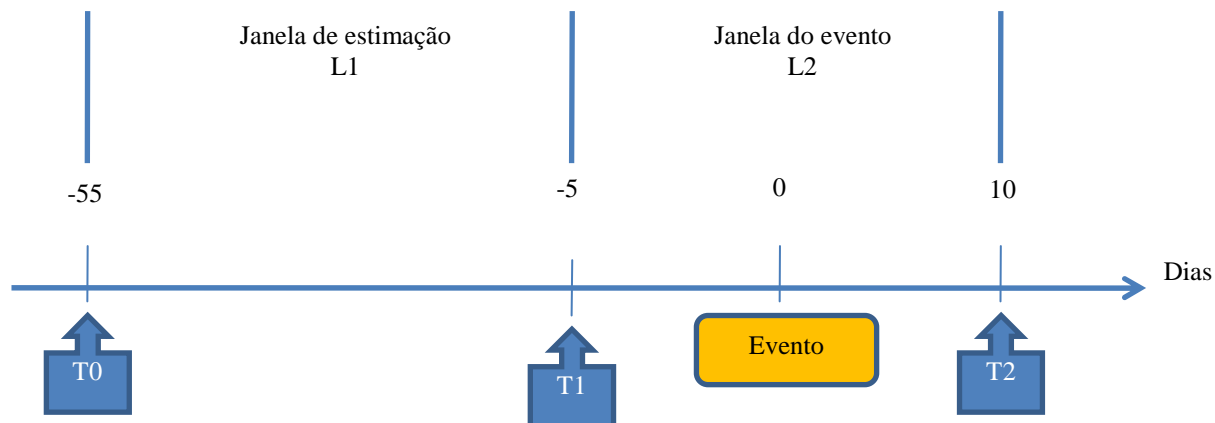 Janela de estimação
L1
Janela do evento
L2
-55
-5
0
10
Dias
T0
T1
Evento
T2